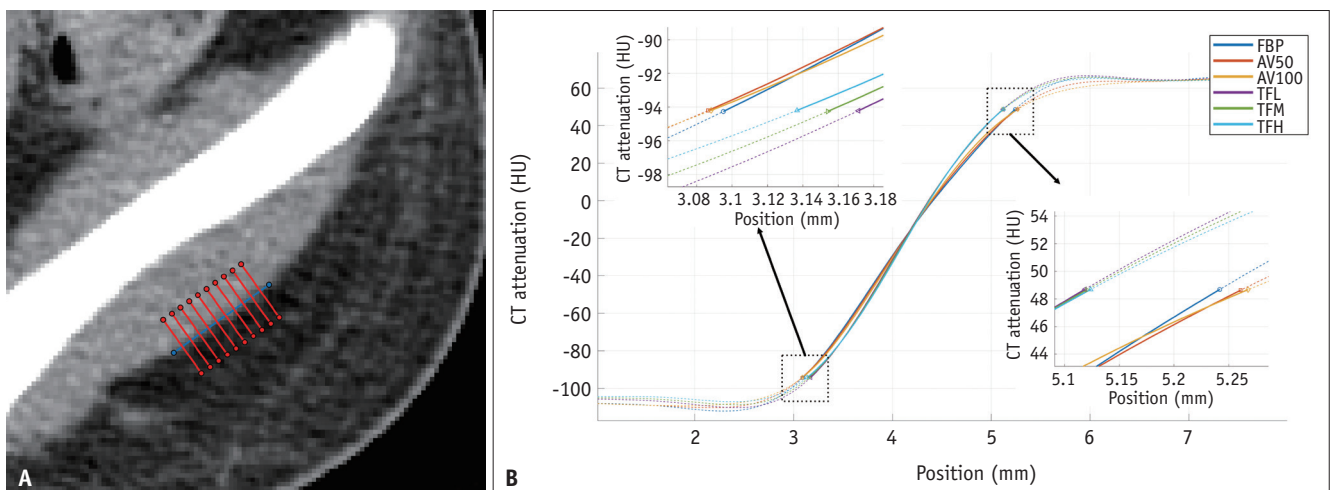 A
B
CT attenuation (HU)
60
40
20
0
-20
-40
-60
-80
-100
2
3
4
5
6
7
Position (mm)
CT attenuation (HU)
-90
-92
-94
-96
-98
3.08
3.1
3.12
3.14
3.16
3.18
Position (mm)
FBP
AV50
AV100
TFL
TFM
TFH
CT attenuation (HU)
54
52
50
48
46
44
5.1
5.15
5.2
5.25
Position (mm)